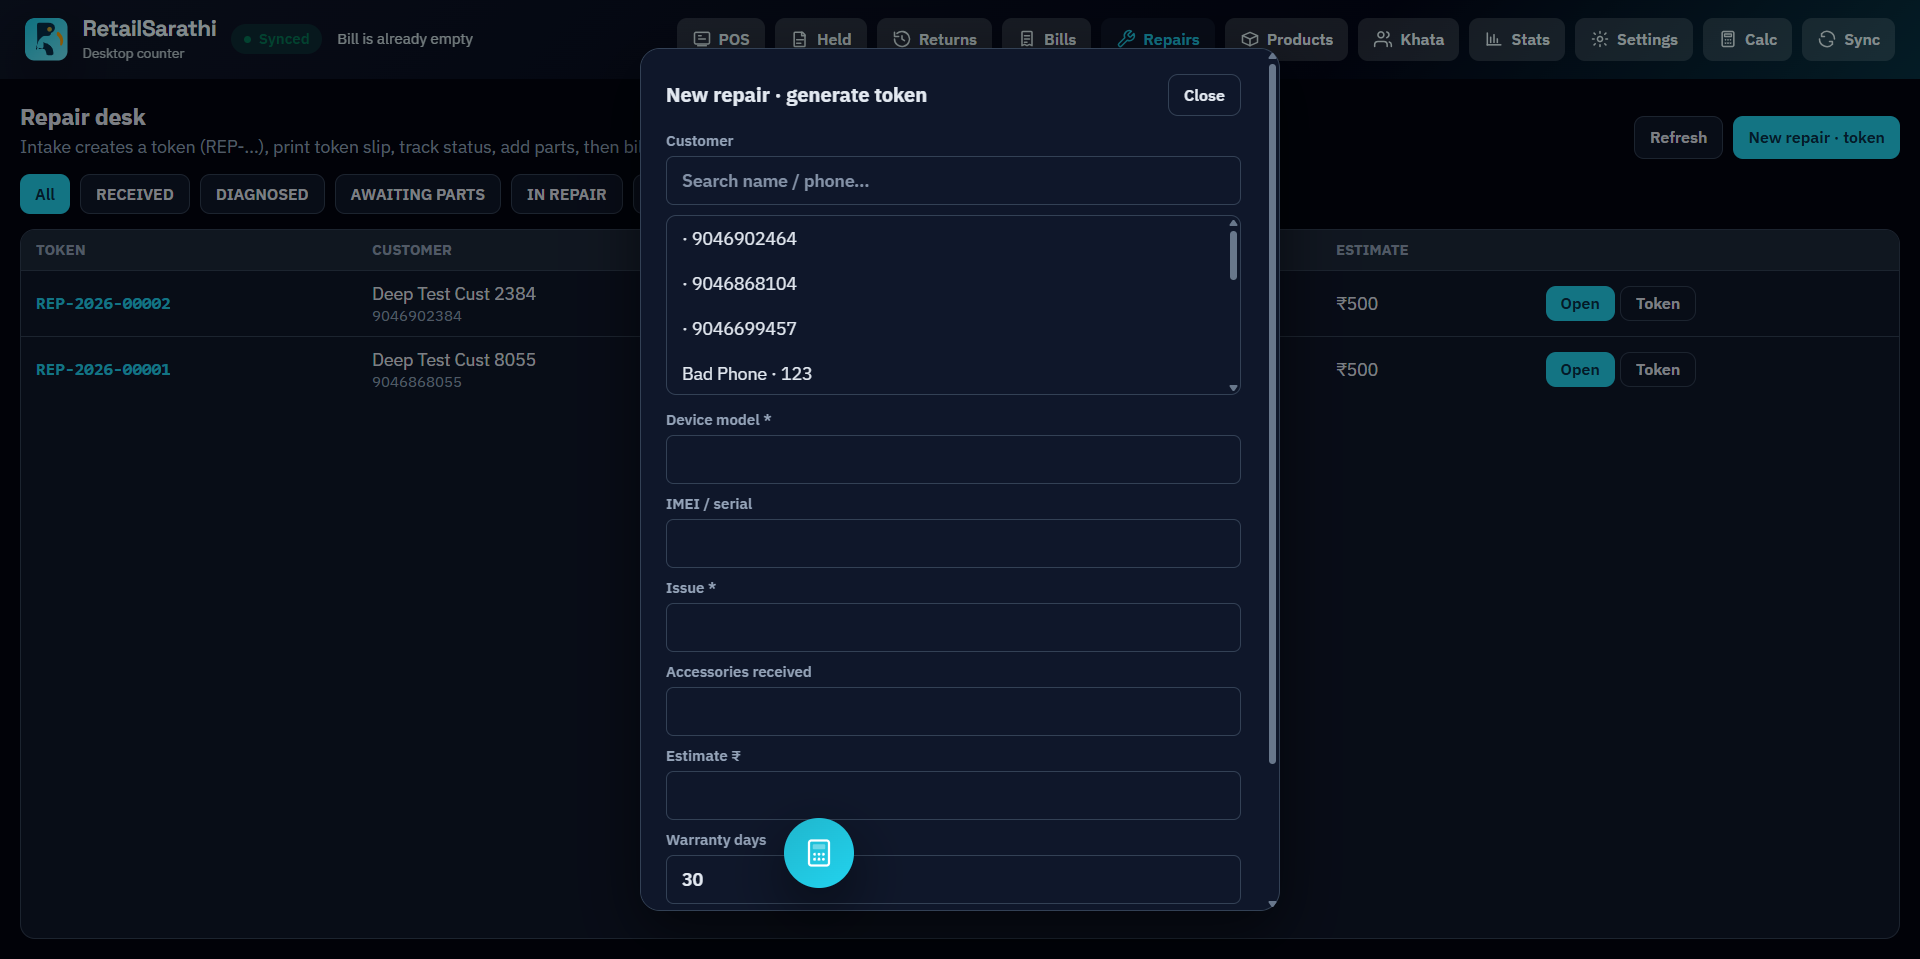 RetailSarathi
Desktop counter
Synced
Bill is already empty
POS
Held
Returns
Bills
Repairs
Products
Khata
Stats
Settings
Calc
Sync
Repair desk
Intake creates a token (REP-...), print token slip, track status, add parts, then bi
Refresh
New repair · token
All
RECEIVED
DIAGNOSED
AWAITING PARTS
IN REPAIR
TOKEN
CUSTOMER
ESTIMATE
REP-2026-00002
Deep Test Cust 2384
9046902384
₹500
Open
Token
REP-2026-00001
Deep Test Cust 8055
9046868055
₹500
Open
Token
New repair · generate token
Close
Customer
Search name / phone...
· 9046902464
· 9046868104
· 9046699457
Bad Phone · 123
Device model *
IMEI / serial
Issue *
Accessories received
Estimate ₹
Warranty days
30